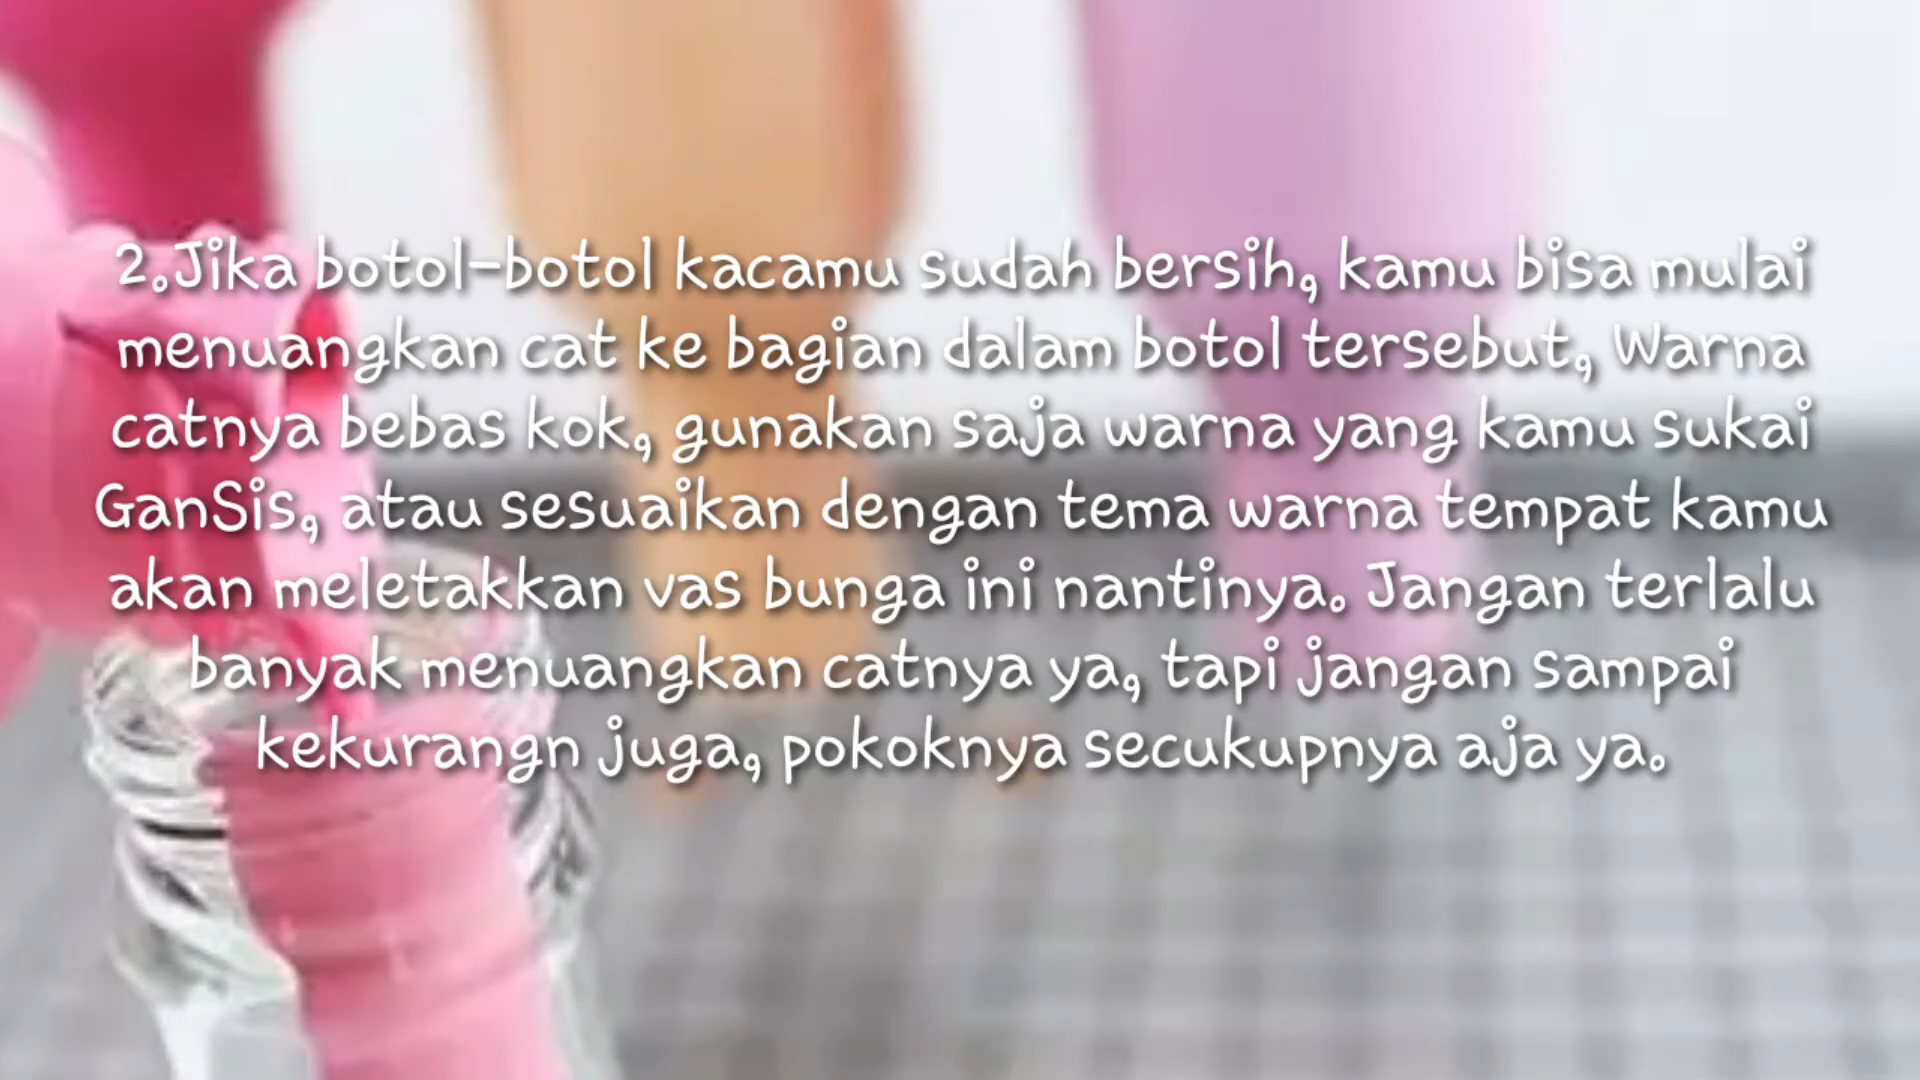 2.Jika botol-botol kacamu sudah bersih, kamu bisa mulai
menuangkan cat ke bagian dalam botol tersebut, Warna
catnya bebas kok, gunakan saja warna yang kamu sukai
GanSis, atau sesuaikan dengan tema warna tempat kamu
akan meletakkan vas bunga ini nantinya. Jangan terlalu
banyak menuangkan catnya ya, tapi jangan sampai
kekurangn juga, pokoknya secukupnya aja ya.